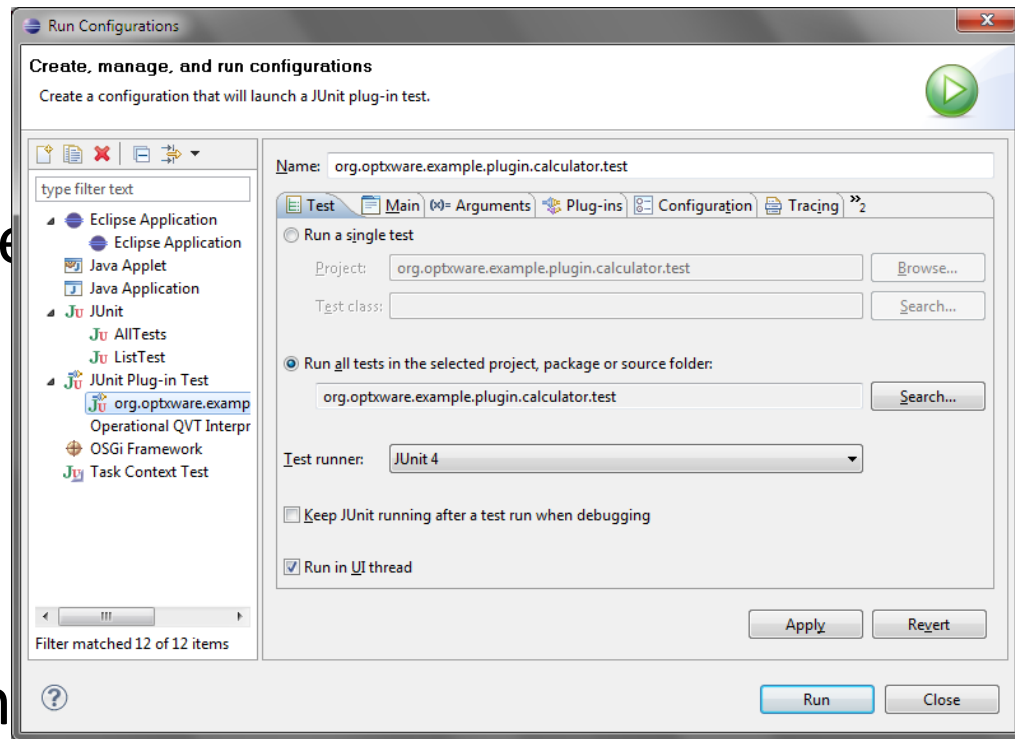 Run Configurations
Create, manage, and run configurations
Create a configuration that will launch a JUnit plug-in test.
type filter text
Eclipse Application
Eclipse Application
Java Applet
Java Application
JUnit
AllTests
ListTest
JUnit Plug-in Test
org.optxware.examp
Operational QVT Interpr
OSGi Framework
Task Context Test
Filter matched 12 of 12 items
Name: org.optxware.example.plugin.calculator.test
Test Main (x)= Arguments Plug-ins Configuration Tracing »2
Run a single test
Project: org.optxware.example.plugin.calculator.test Browse...
Test class: Search...
Run all tests in the selected project, package or source folder:
org.optxware.example.plugin.calculator.test Search...
Test runner: JUnit 4
Keep JUnit running after a test run when debugging
Run in UI thread
Apply Revert
Run Close